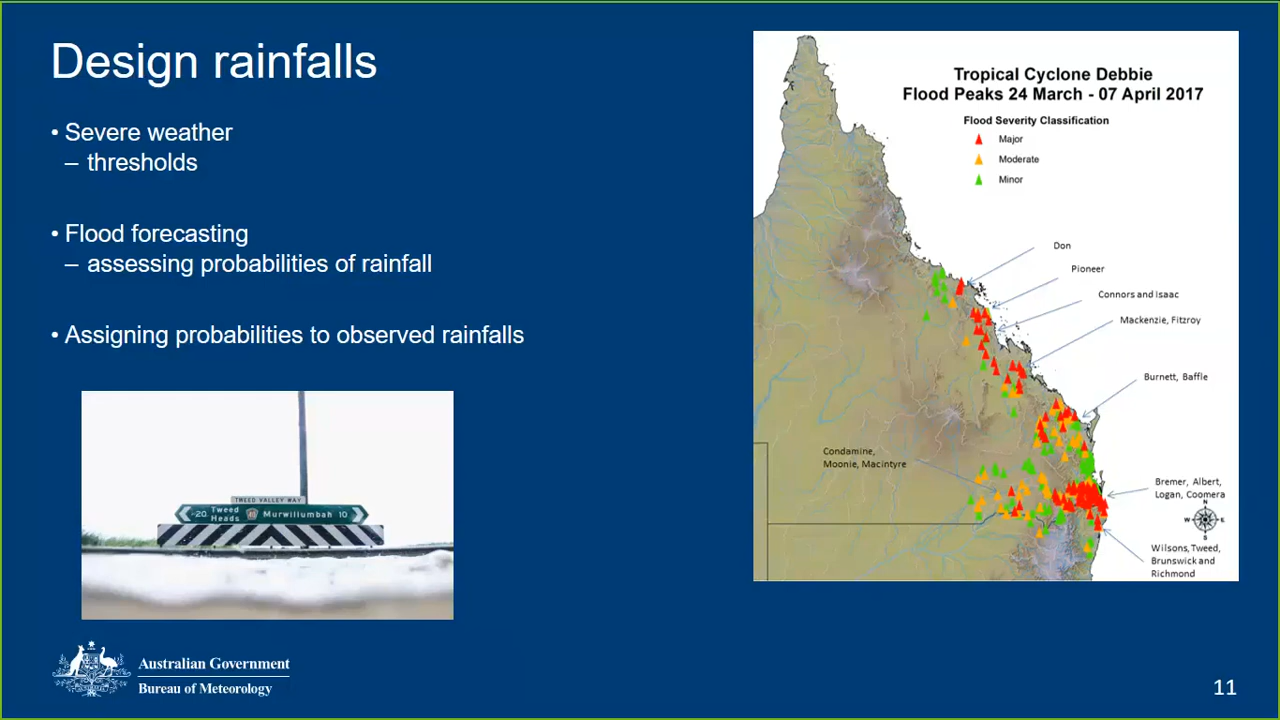 Design rainfalls
• Severe weather
– thresholds
• Flood forecasting
– assessing probabilities of rainfall
• Assigning probabilities to observed rainfalls
TWEED VALLEY WAY
20 Tweed
Heads
40
Murwillumbah 10
Australian Government
Bureau of Meteorology
Tropical Cyclone Debbie
Flood Peaks 24 March - 07 April 2017
Flood Severity Classification
Major
Moderate
Minor
Don
Pioneer
Connors and Isaac
Mackenzie, Fitzroy
Burnett, Baffle
Condamine,
Moonie, Macintyre
Bremer, Albert,
Logan, Coomera
N
W E
S
Wilsons, Tweed,
Brunswick and
Richmond
11